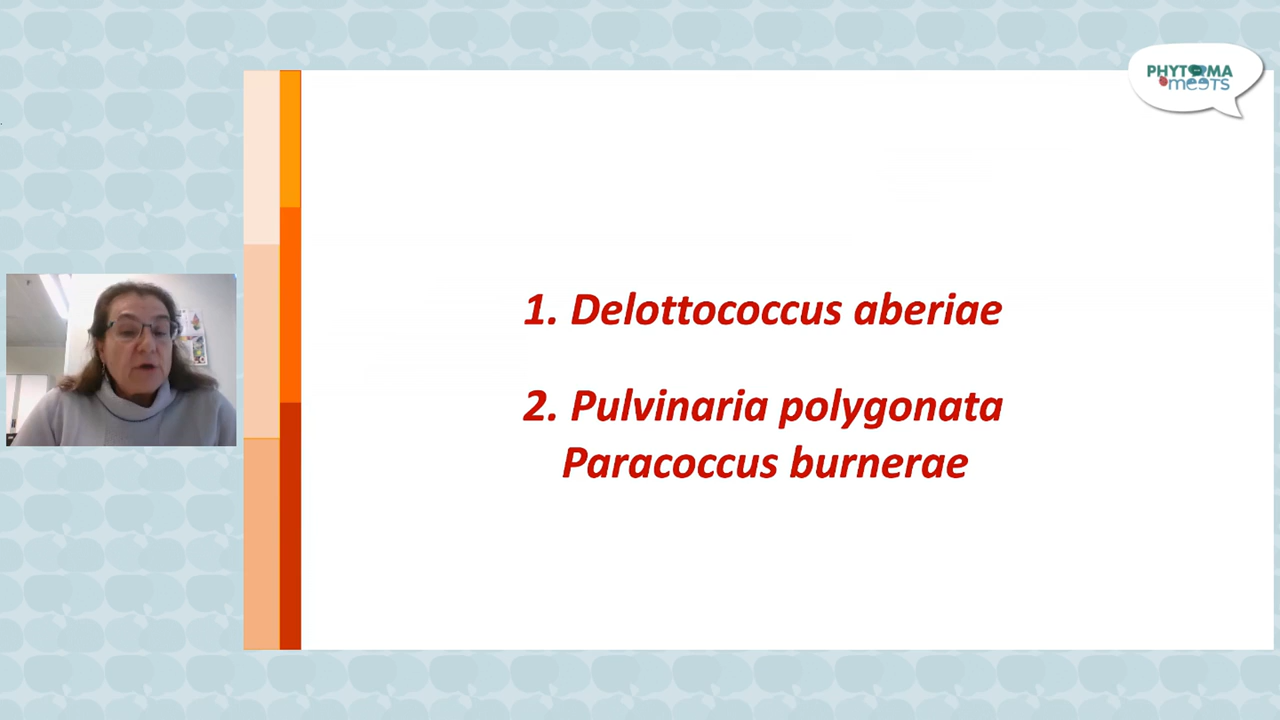 PHYTOMA
meeTs
1. Delottococcus aberiae
2. Pulvinaria polygonata
Paracoccus burnerae